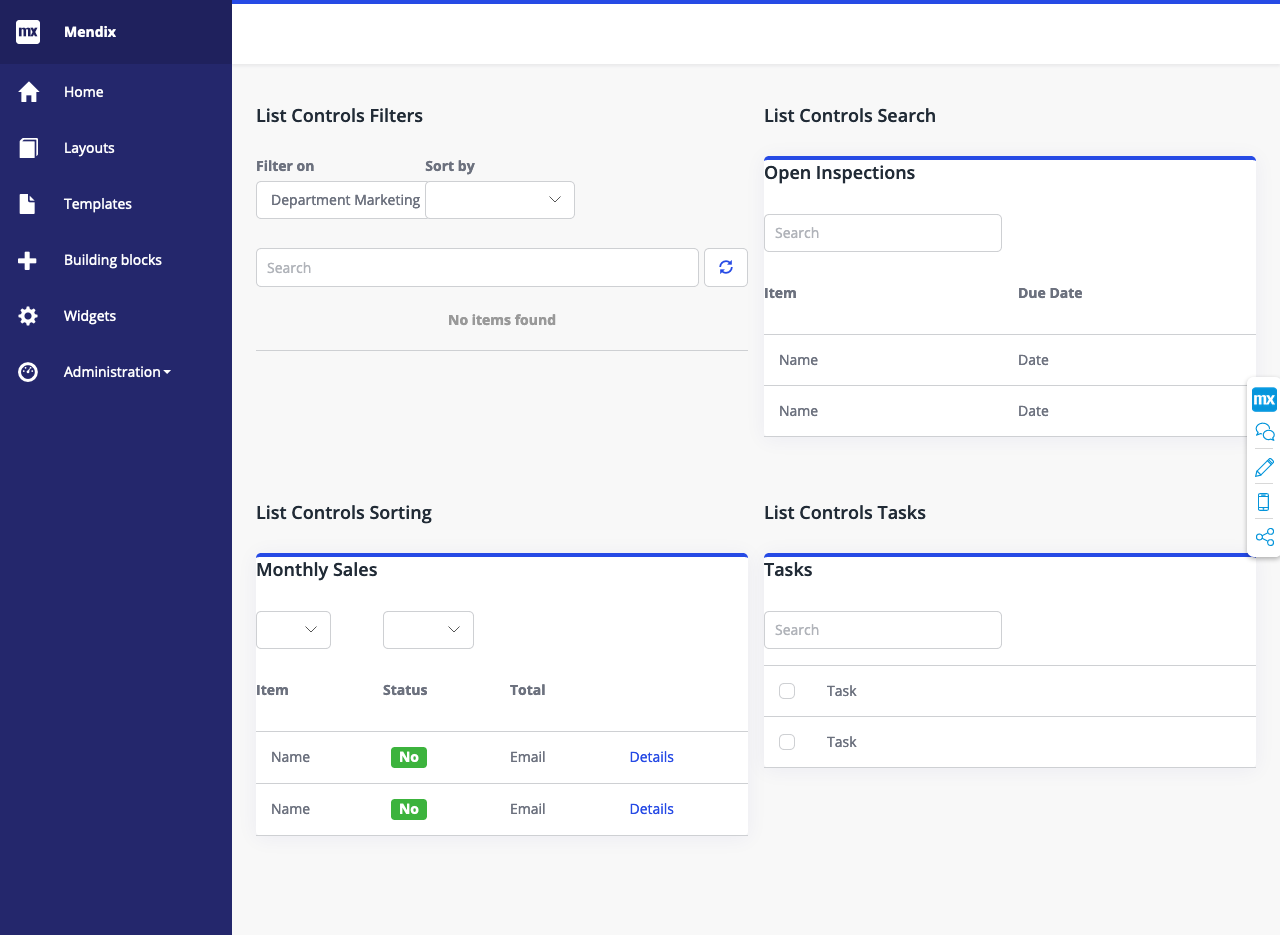 mx Mendix
Home
Layouts
Templates
Building blocks
Widgets
Administration
List Controls Filters
Filter on Sort by
Department Marketing
Search
No items found
List Controls Search
Open Inspections
Search
Item Due Date
Name Date
Name Date
mx
List Controls Sorting
Monthly Sales
Item Status Total
Name No Email Details
Name No Email Details
List Controls Tasks
Tasks
Search
Task
Task